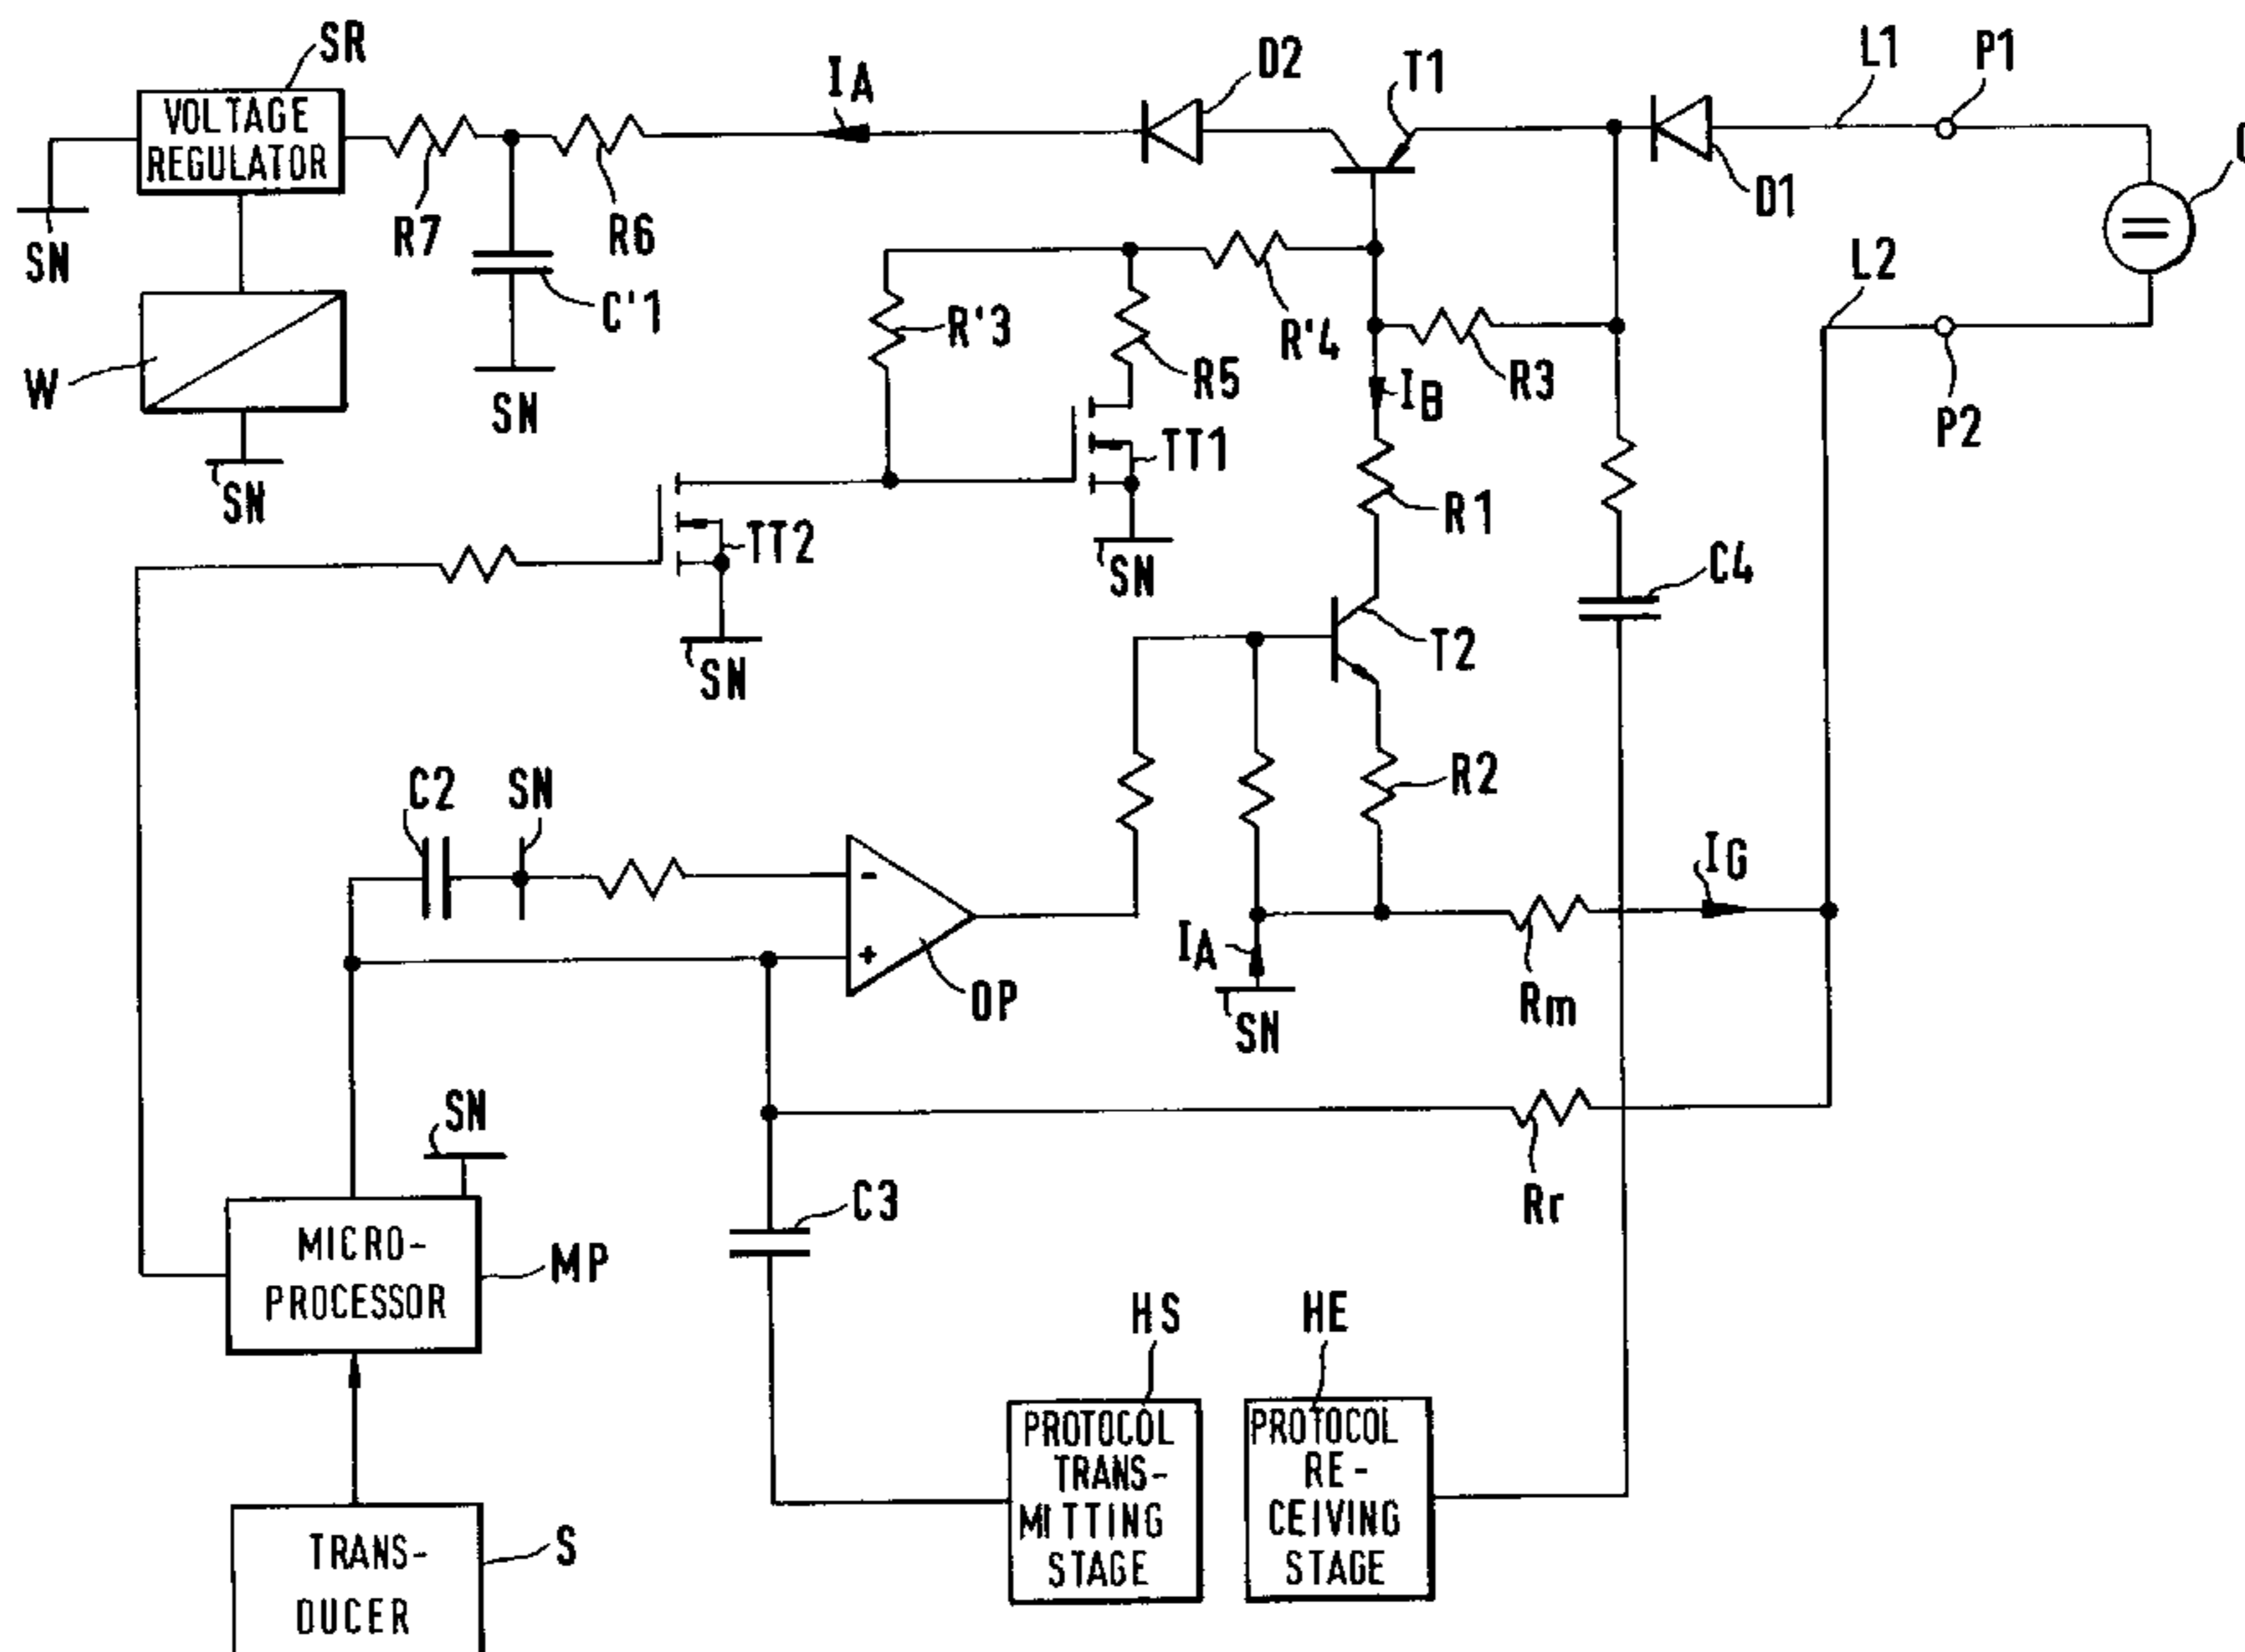 SR
VOLTAGE
REGULATOR
IA
D2
T1
L1
P1
SN
R7
R6
D1
C'1
R'3
R5
R'4
R3
L2
P2
W
SN
SN
IB
TT1
R1
TT2
SN
SN
C4
T2
C2
SN
R2
-
+
OP
IA
SN
IG
Rm
SN
Rr
MICRO-
PROCESSOR
MP
C3
HS
HE
PROTOCOL
TRANS-
MITTING
STAGE
PROTOCOL
RE-
CEIVING
STAGE
TRANS-
DUCER
S